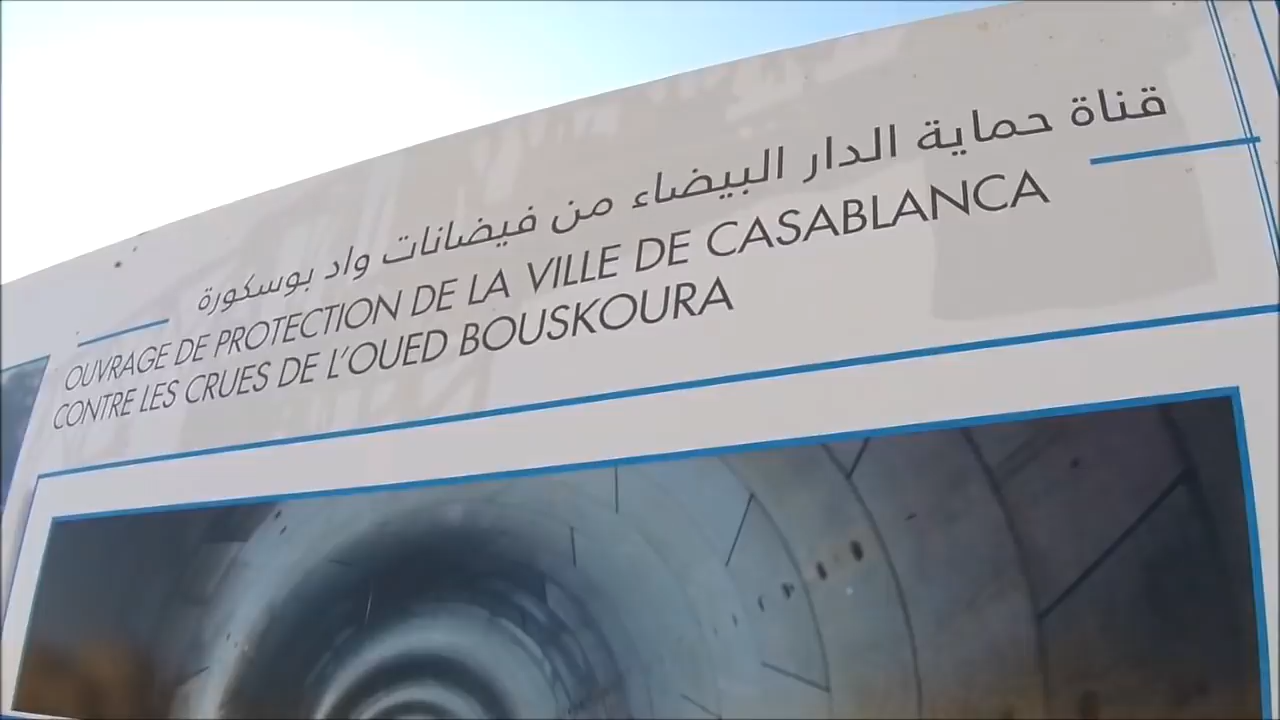 قناة حماية الدار البيضاء من فيضانات واد بوسكورة
OUVRAGE DE PROTECTION DE LA VILLE DE CASABLANCA
CONTRE LES CRUES DE L'OUED BOUSKOURA